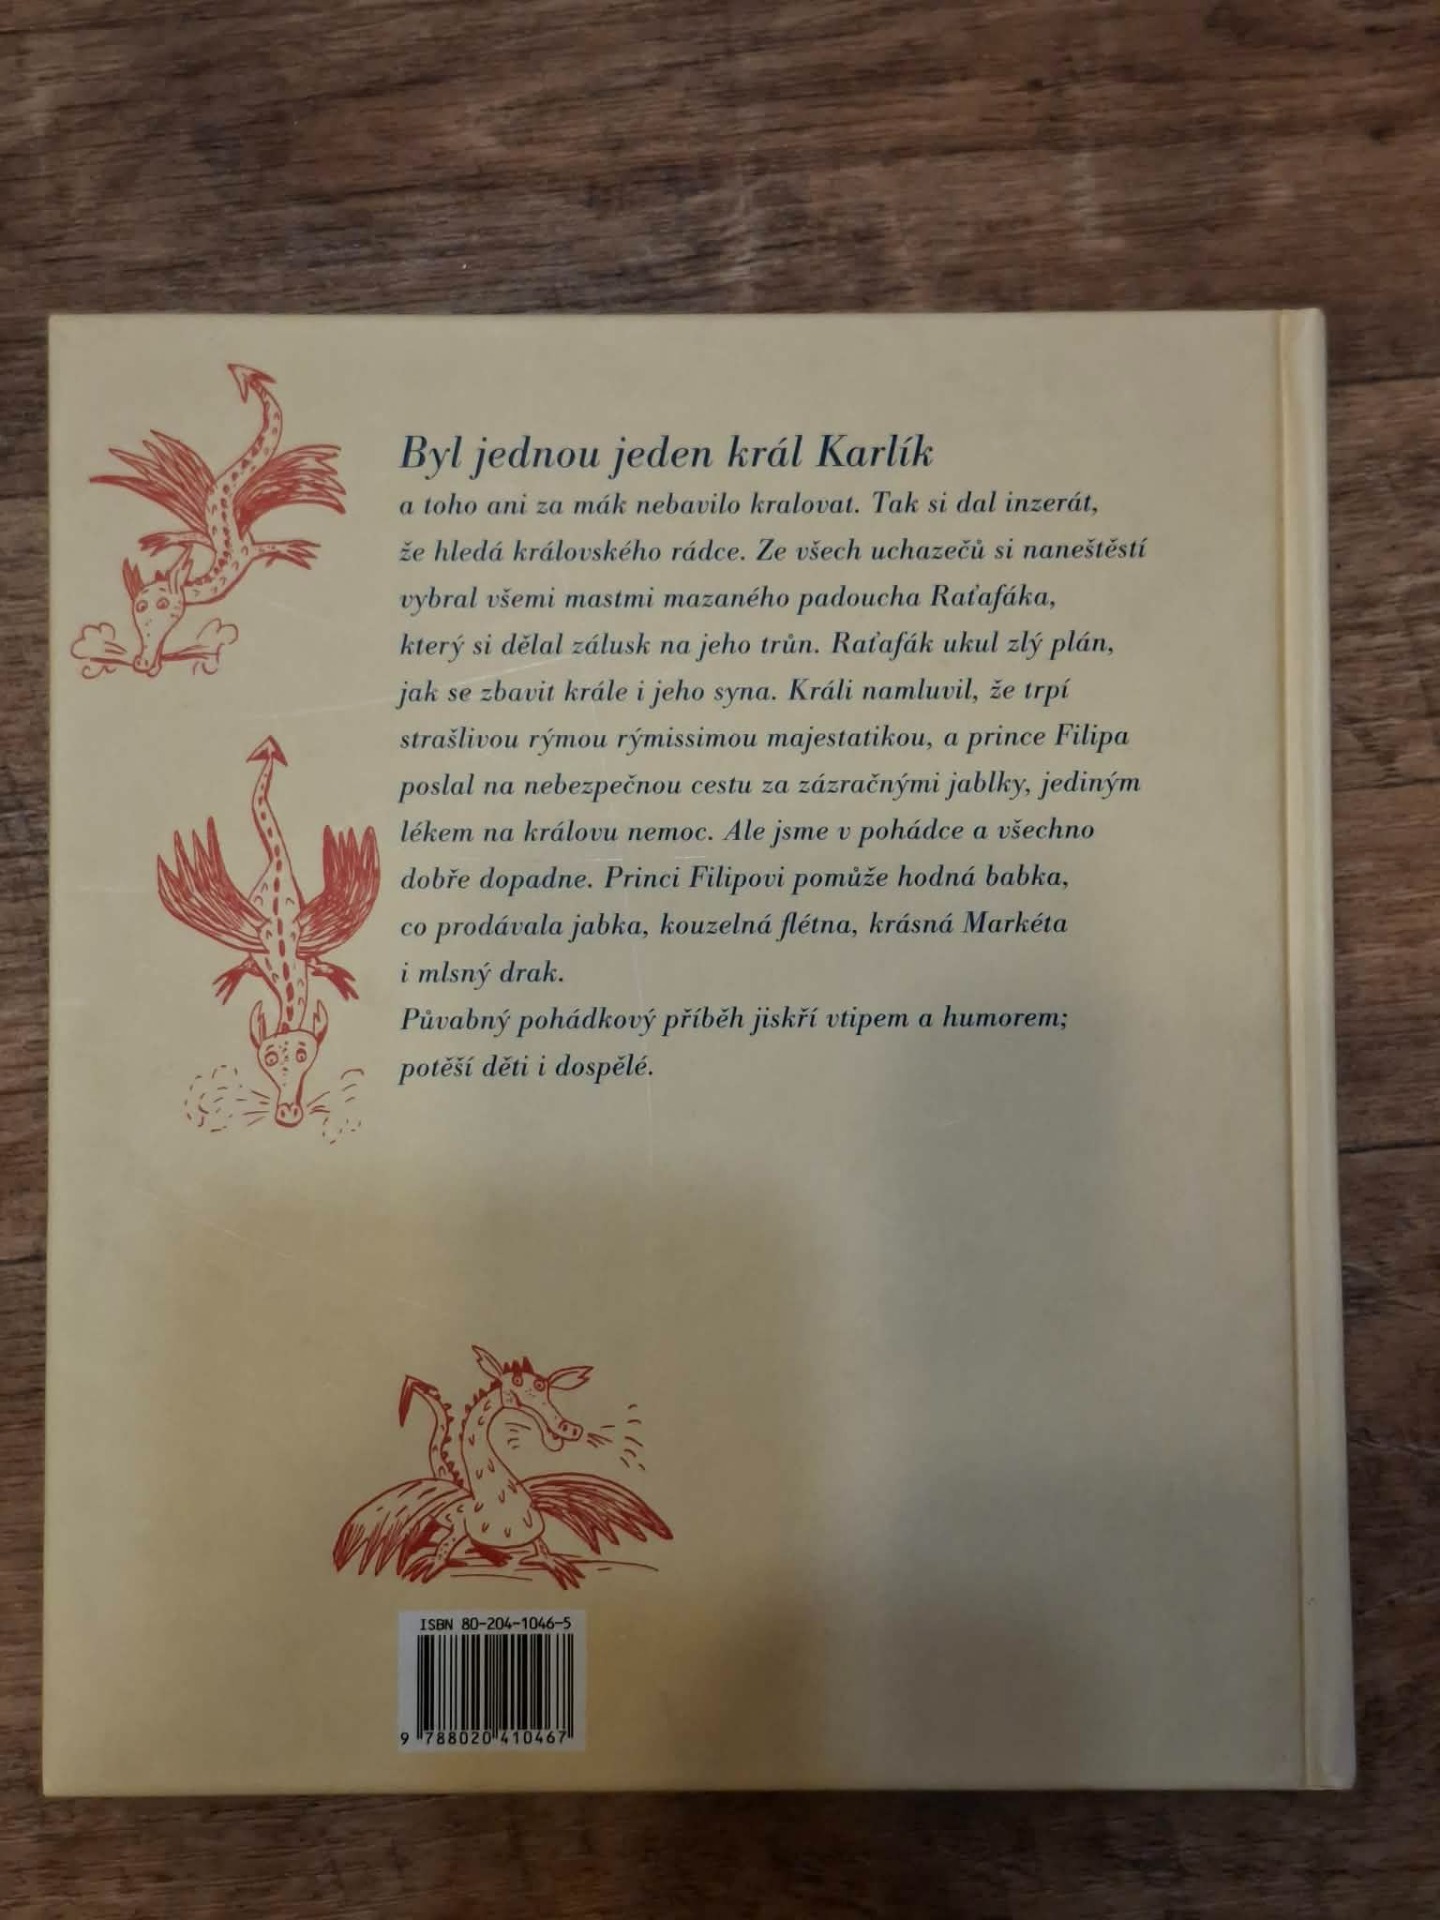 Byl jednou jeden král Karlík
a toho ani za mák nebavilo kralovat. Tak si dal inzerát,
že hledá královského rádce. Ze všech uchazečů si naneštěstí
vybral všemi mastmi mazaného padoucha Raťafáka,
který si dělal zálusk na jeho trůn. Raťafák ukul zlý plán,
jak se zbavit krále i jeho syna. Králi namluvil, že trpí
strašlivou rýmou rýmissimou majestatikou, a prince Filipa
poslal na nebezpečnou cestu za zázračnými jablky, jediným
lékem na královu nemoc. Ale jsme v pohádce a všechno
dobře dopadne. Princi Filipovi pomůže hodná babka,
co prodávala jabka, kouzelná flétna, krásná Markéta
i mlsný drak.
Půvabný pohádkový příběh jiskří vtipem a humorem;
potěší děti i dospělé.
ISBN 80-204-1046-5
9 788020 410467